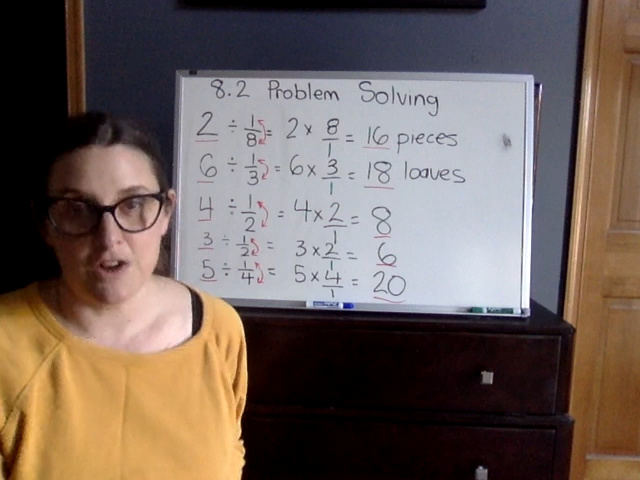 8.2 Problem Solving
2 ÷ 1/8 = 2 × 8/1 = 16 pieces
6 ÷ 1/3 = 6 × 3/1 = 18 loaves
4 ÷ 1/2 = 4 × 2/1 = 8
3 ÷ 1/2 = 3 × 2/1 = 6
5 ÷ 1/4 = 5 × 4/1 = 20